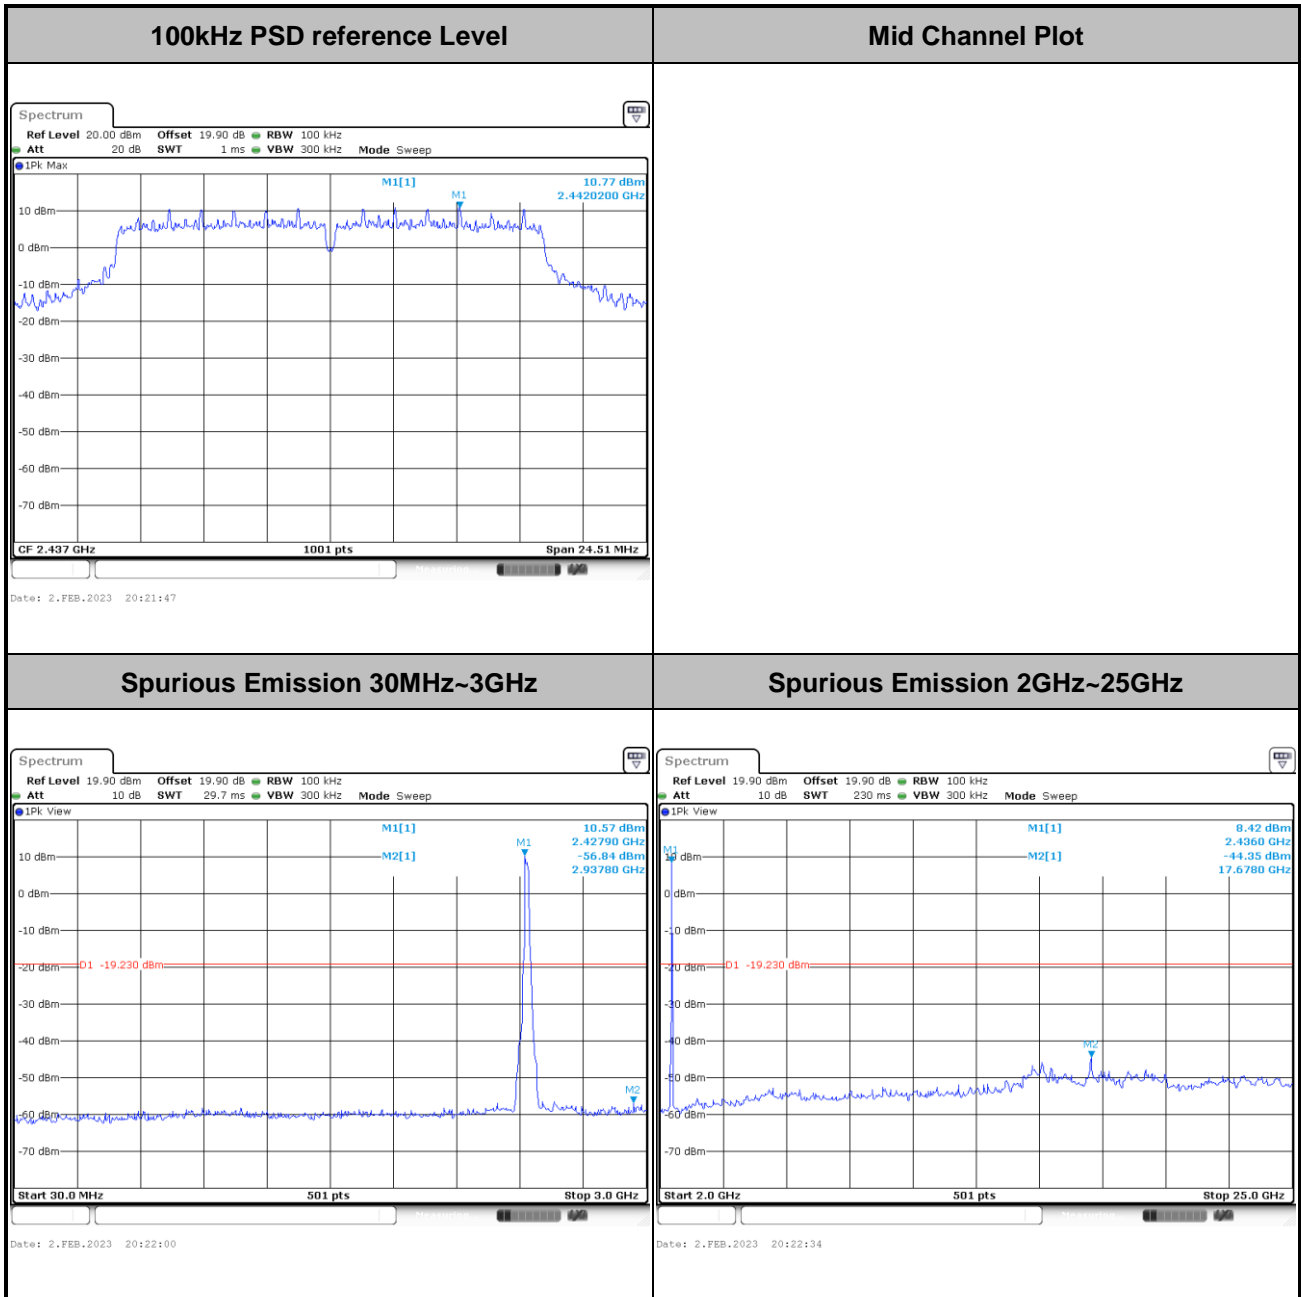 100kHz PSD reference Level
Mid Channel Plot
Spectrum
Ref Level 20.00 dBm Offset 19.90 dB RBW 100 kHz
Att 20 dB SWT 1 ms VBW 300 kHz Mode Sweep
1Pk Max
M1[1] 10.77 dBm
2.4420200 GHz
M1
10 dBm
0 dBm
-10 dBm
-20 dBm
-30 dBm
-40 dBm
-50 dBm
-60 dBm
-70 dBm
CF 2.437 GHz 1001 pts Span 24.51 MHz
Date: 2.FEB.2023 20:21:47
Spurious Emission 30MHz~3GHz
Spurious Emission 2GHz~25GHz
Spectrum
Ref Level 19.90 dBm Offset 19.90 dB RBW 100 kHz
Att 10 dB SWT 29.7 ms VBW 300 kHz Mode Sweep
1Pk View
M1[1] 10.57 dBm
2.42790 GHz
M2[1] -56.84 dBm
2.93780 GHz
M1
10 dBm
0 dBm
-10 dBm
-20 dBm
D1 -19.230 dBm
-30 dBm
-40 dBm
-50 dBm
M2
-60 dBm
-70 dBm
Start 30.0 MHz 501 pts Stop 3.0 GHz
Date: 2.FEB.2023 20:22:00
Spectrum
Ref Level 19.90 dBm Offset 19.90 dB RBW 100 kHz
Att 10 dB SWT 230 ms VBW 300 kHz Mode Sweep
1Pk View
M1[1] 8.42 dBm
2.4360 GHz
M2[1] -44.35 dBm
17.6780 GHz
M1
10 dBm
0 dBm
-10 dBm
-20 dBm
D1 -19.230 dBm
-30 dBm
-40 dBm
M2
-50 dBm
-60 dBm
-70 dBm
Start 2.0 GHz 501 pts Stop 25.0 GHz
Date: 2.FEB.2023 20:22:34